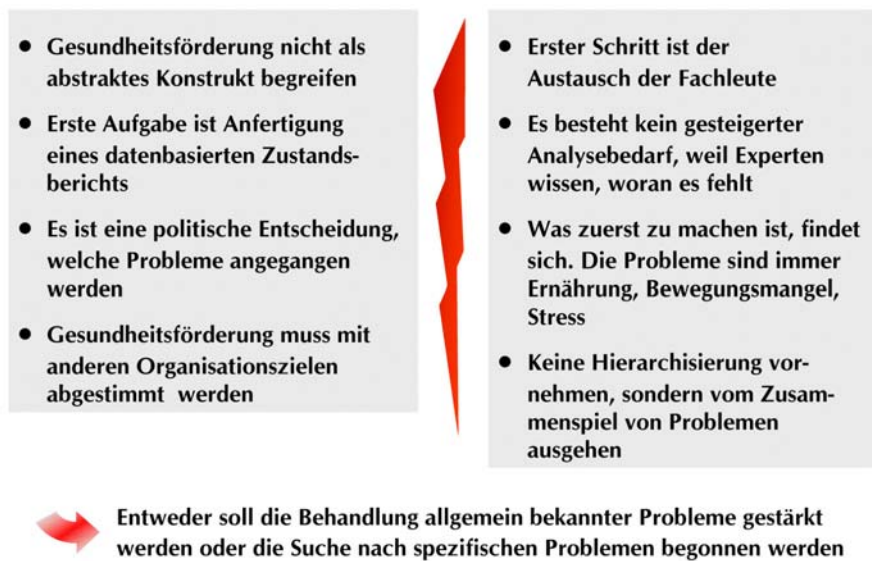 • Gesundheitsförderung nicht als
abstraktes Konstrukt begreifen
• Erste Aufgabe ist Anfertigung
eines datenbasierten Zustands-
berichts
• Es ist eine politische Entscheidung,
welche Probleme angegangen
werden
• Gesundheitsförderung muss mit
anderen Organisationszielen
abgestimmt werden
• Erster Schritt ist der
Austausch der Fachleute
• Es besteht kein gesteigerter
Analysebedarf, weil Experten
wissen, woran es fehlt
• Was zuerst zu machen ist, findet
sich. Die Probleme sind immer
Ernährung, Bewegungsmangel,
Stress
• Keine Hierarchisierung vor-
nehmen, sondern vom Zusam-
menspiel von Problemen
ausgehen
Entweder soll die Behandlung allgemein bekannter Probleme gestärkt
werden oder die Suche nach spezifischen Problemen begonnen werden